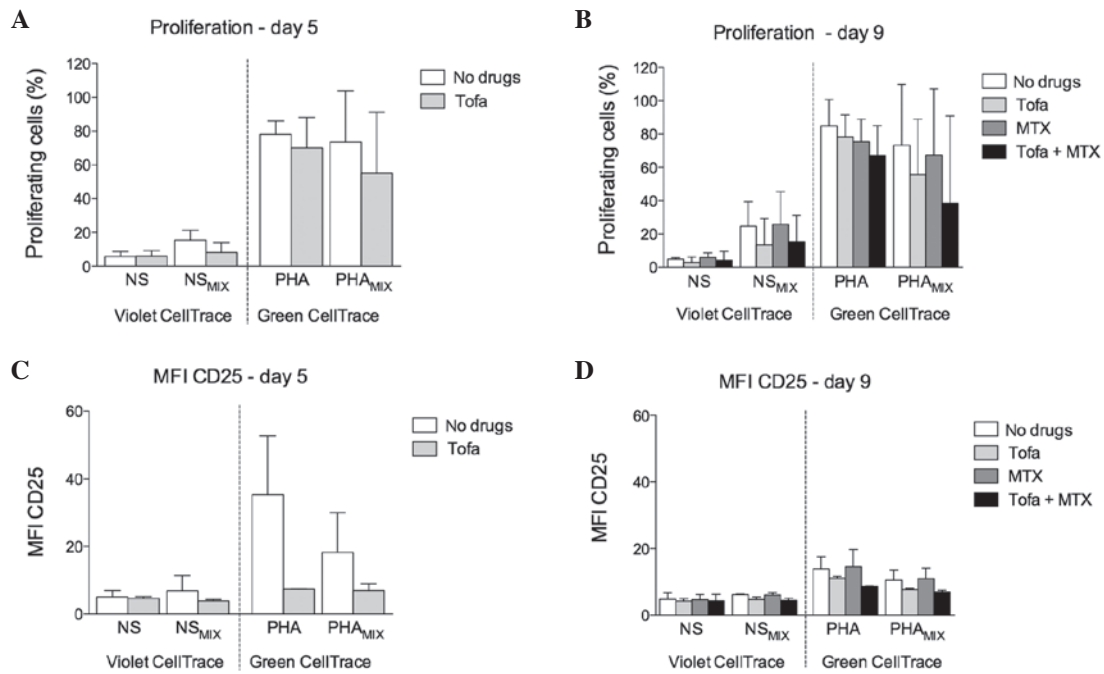 A
Proliferation - day 5
Proliferating cells (%)
120
100
80
60
40
20
0
NS
NSMIX
PHA
PHAMIX
Violet CellTrace
Green CellTrace
No drugs
Tofa
B
Proliferation - day 9
Proliferating cells (%)
120
100
80
60
40
20
0
NS
NSMIX
PHA
PHAMIX
Violet CellTrace
Green CellTrace
No drugs
Tofa
MTX
Tofa + MTX
C
MFI CD25 - day 5
MFI CD25
60
40
20
0
NS
NSMIX
PHA
PHAMIX
Violet CellTrace
Green CellTrace
No drugs
Tofa
D
MFI CD25 - day 9
MFI CD25
60
40
20
0
NS
NSMIX
PHA
PHAMIX
Violet CellTrace
Green CellTrace
No drugs
Tofa
MTX
Tofa + MTX